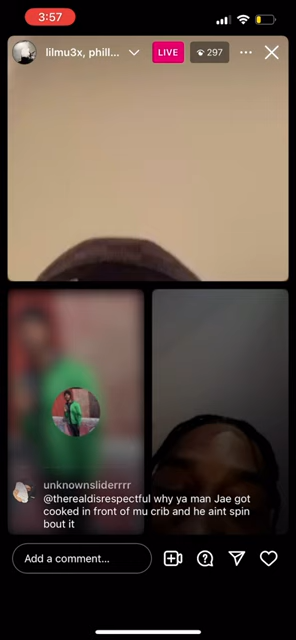 3:57
lilmu3x, phill...
LIVE
297
unknownsliderrrr
@therealdisrespectful why ya man Jae got
cooked in front of mu crib and he aint spin
bout it
Add a comment...